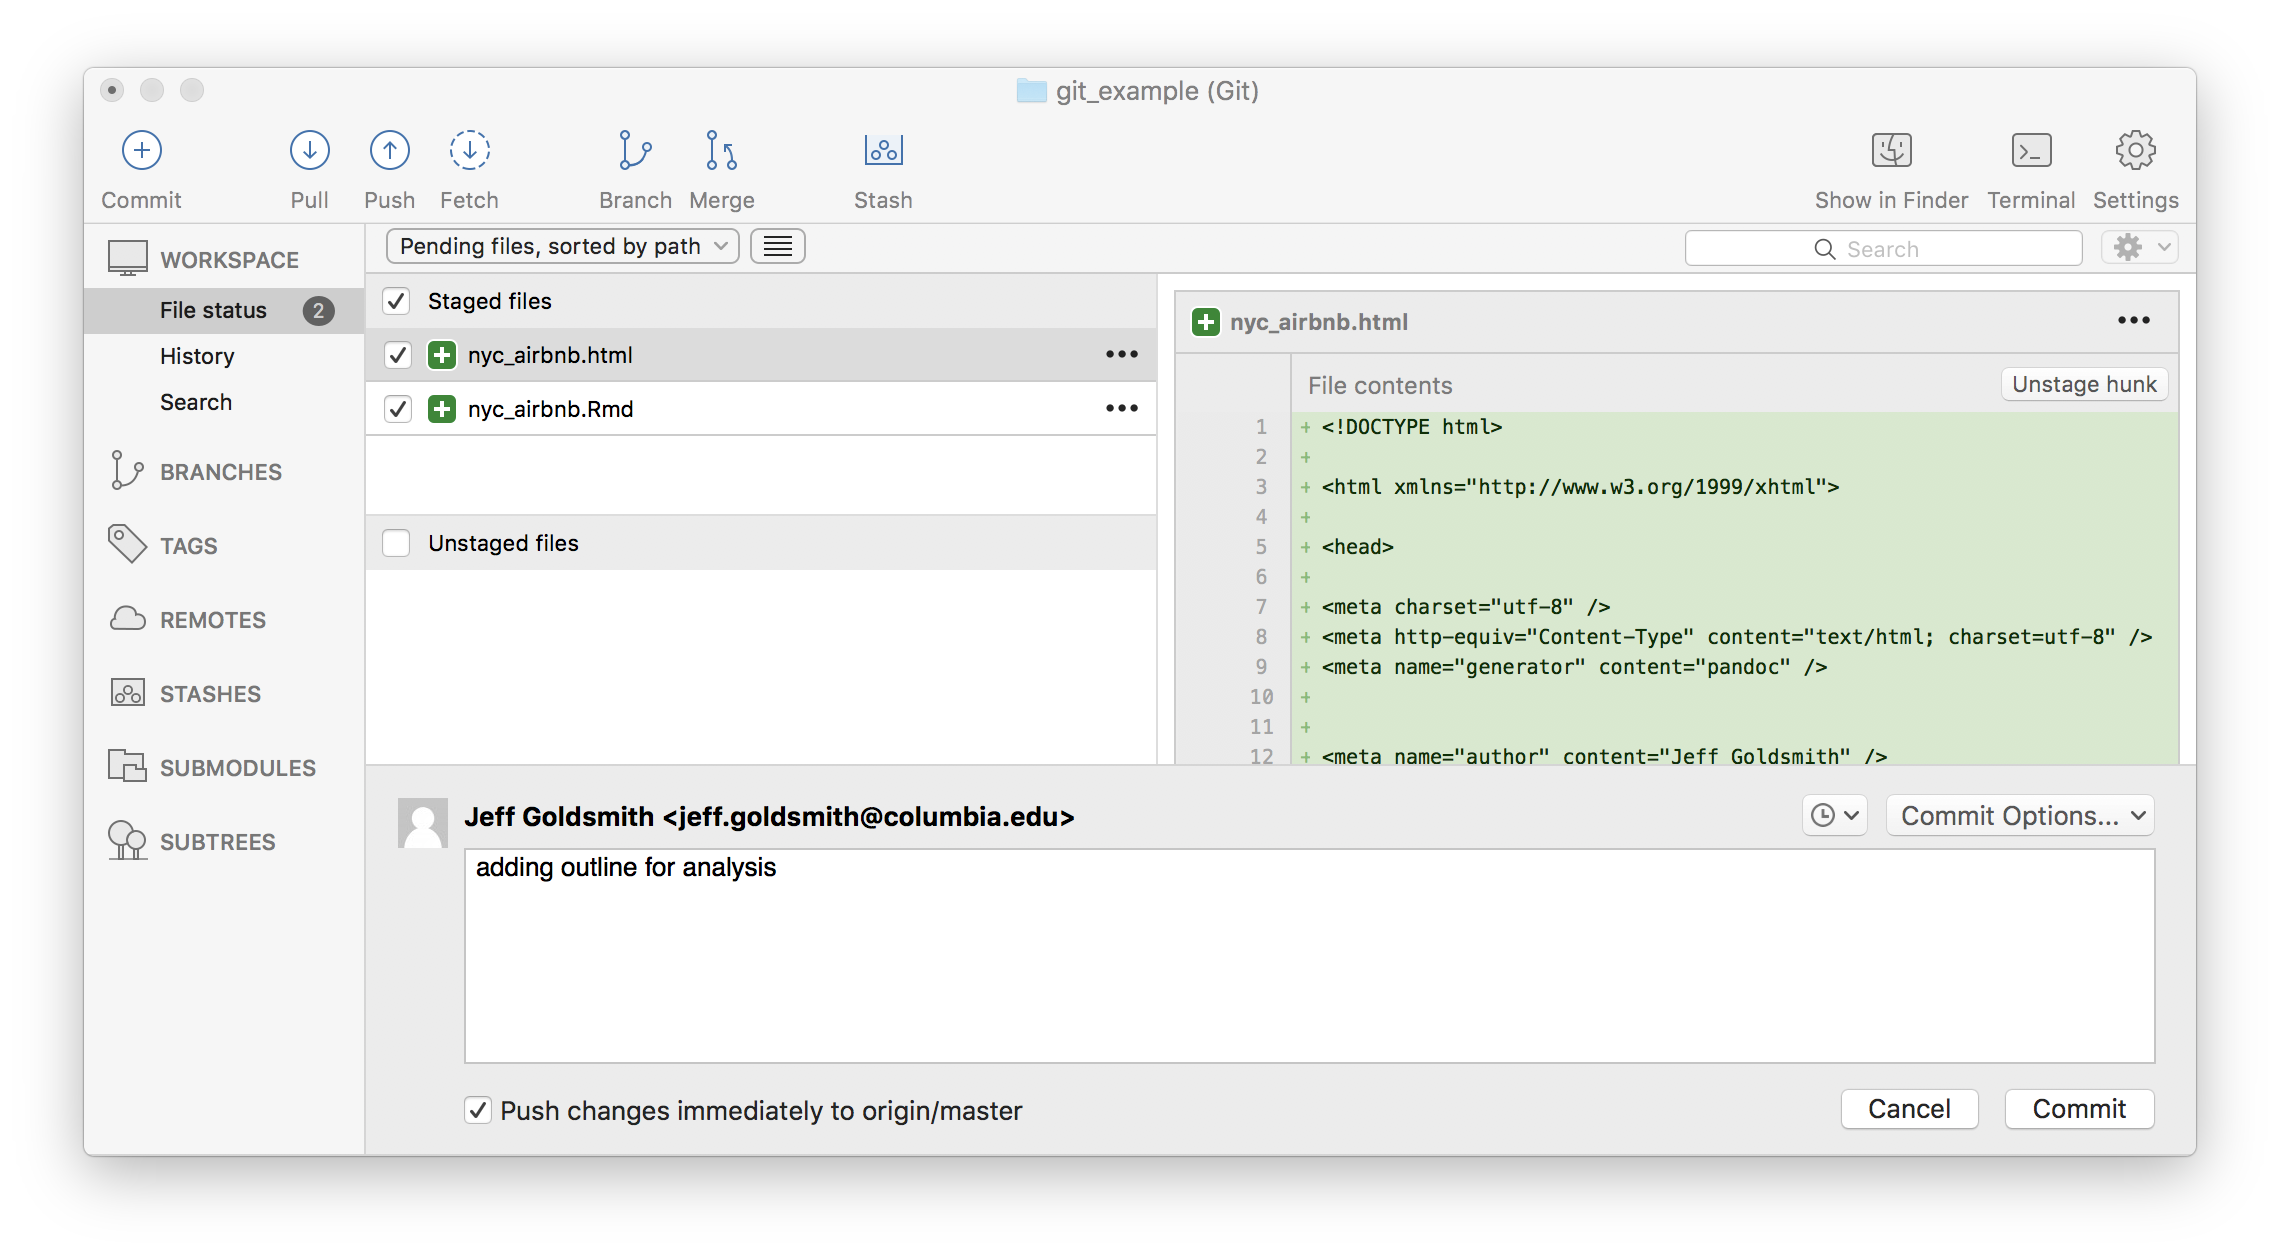 git_example (Git)
Commit Pull Push Fetch Branch Merge Stash Show in Finder Terminal Settings
WORKSPACE
File status 2
History
Search
BRANCHES
TAGS
REMOTES
STASHES
SUBMODULES
SUBTREES
Pending files, sorted by path
Search
Staged files
nyc_airbnb.html
nyc_airbnb.Rmd
Unstaged files
nyc_airbnb.html
File contents
Unstage hunk
1 + <!DOCTYPE html>
2 +
3 + <html xmlns="http://www.w3.org/1999/xhtml">
4 +
5 + <head>
6 +
7 + <meta charset="utf-8" />
8 + <meta http-equiv="Content-Type" content="text/html; charset=utf-8" />
9 + <meta name="generator" content="pandoc" />
10 +
11 +
12 + <meta name="author" content="Jeff Goldsmith" />
Jeff Goldsmith <jeff.goldsmith@columbia.edu>
Commit Options...
adding outline for analysis
Push changes immediately to origin/master
Cancel
Commit